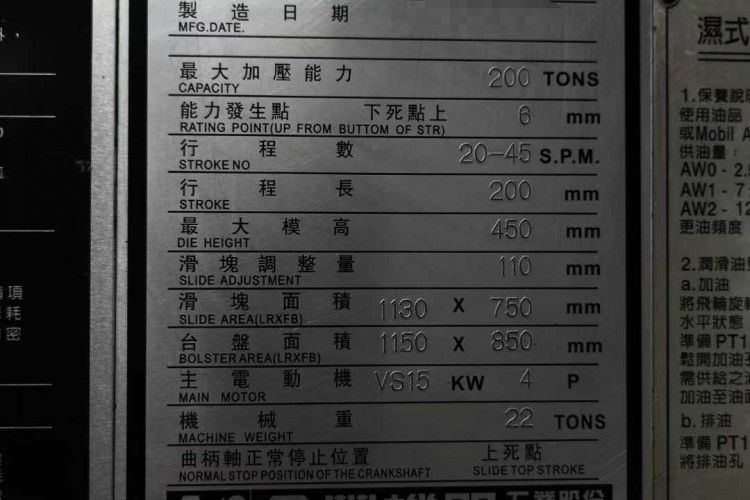 製造日期
MFG.DATE.
最大加壓能力 200 TONS
CAPACITY
能力發生點 下死點上 6 mm
RATING POINT(UP FROM BUTTOM OF STR)
行程數 20-45 S.P.M.
STROKE NO
行程長 200 mm
STROKE
最大模高 450 mm
DIE HEIGHT
滑塊調整量 110 mm
SLIDE ADJUSTMENT
滑塊面積 1130 X 750 mm
SLIDE AREA(LRXFB)
台盤面積 1150 X 850 mm
BOLSTER AREA(LRXFB)
主電動機 VS15 KW 4 P
MAIN MOTOR
機械重 22 TONS
MACHINE WEIGHT
曲柄軸正常停止位置 上死點
NORMAL STOP POSITION OF THE CRANKSHAFT SLIDE TOP STROKE
濕式
1.保養說
使用油品
或Mobil A
供油量：
AW0 - 2.
AW1 - 7.
AW2 - 12
更油頻度
2.潤滑油
a.加油
將飛輪旋
水平狀態
準備PT1
鬆開加油
需供給之
加油至油
b.排油
準備PT1
將排油孔